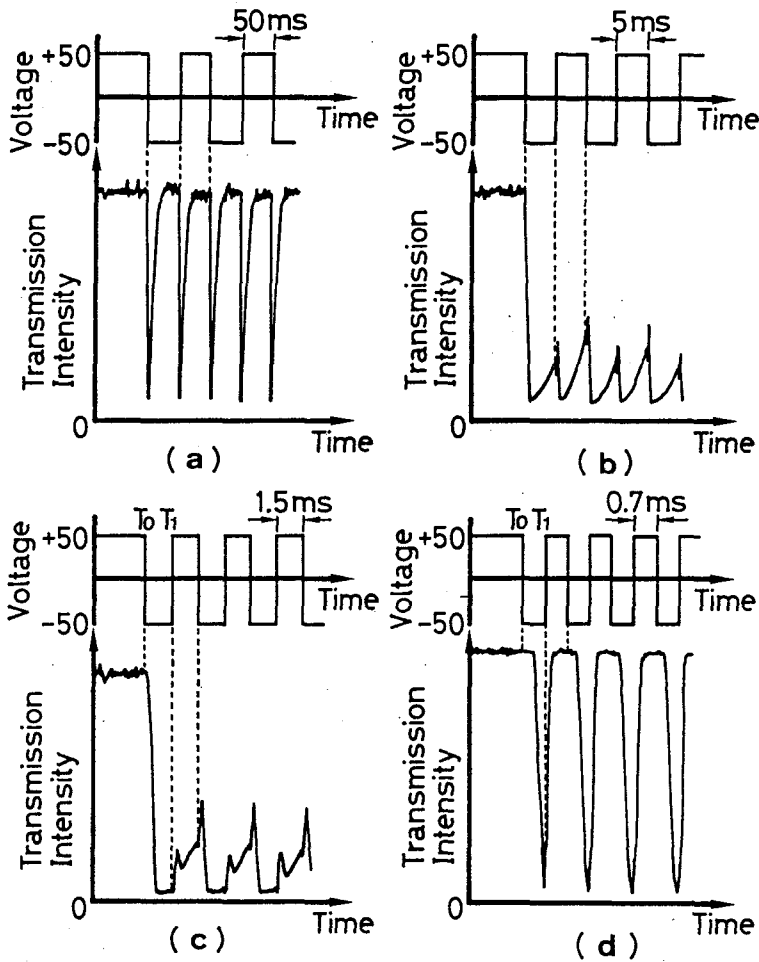 50ms
+50
Voltage
-50
Time
Transmission
Intensity
0
Time
(a)
5ms
+50
Voltage
-50
Time
Transmission
Intensity
0
Time
(b)
T0 T1
1.5ms
+50
Voltage
-50
Time
Transmission
Intensity
0
Time
(c)
T0 T1
0.7ms
+50
Voltage
-50
Time
Transmission
Intensity
0
Time
(d)